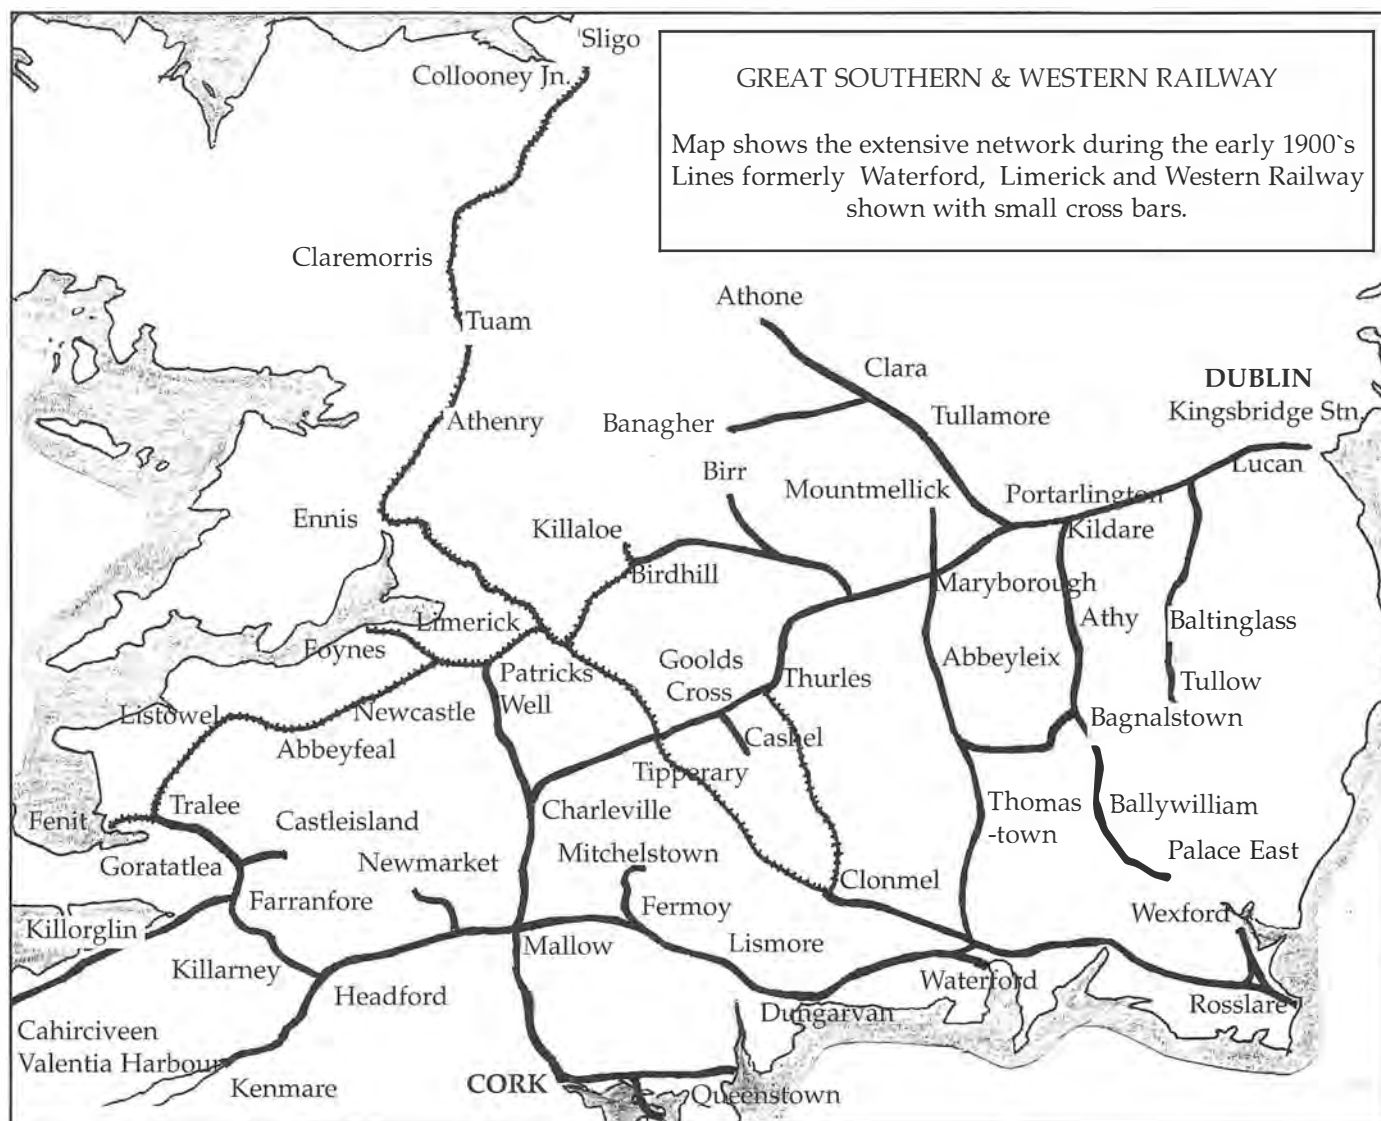 Sligo
Collooney Jn.
GREAT SOUTHERN & WESTERN RAILWAY
Map shows the extensive network during the early 1900`s
Lines formerly Waterford, Limerick and Western Railway
shown with small cross bars.
Claremorris
Athone
Tuam
Clara
DUBLIN
Kingsbridge Stn.
Banagher
Athenry
Tullamore
Lucan
Birr
Mountmellick
Portarlington
Ennis
Killaloe
Kildare
Birdhill
Maryborough
Limerick
Athy
Baltinglass
Foynes
Patricks
Well
Goolds
Cross
Thurles
Abbeyleix
Tullow
Listowel
Newcastle
Bagnalstown
Abbeyfeal
Cashel
Tipperary
Tralee
Fenit
Castleisland
Charleville
Thomas
-town
Ballywilliam
Goratatlea
Newmarket
Mitchelstown
Palace East
Clonmel
Farranfore
Fermoy
Wexford
Killorglin
Mallow
Lismore
Killarney
Headford
Waterford
Rosslare
Dungarvan
Cahirciveen
Valentia Harbour
Kenmare
CORK
Queenstown